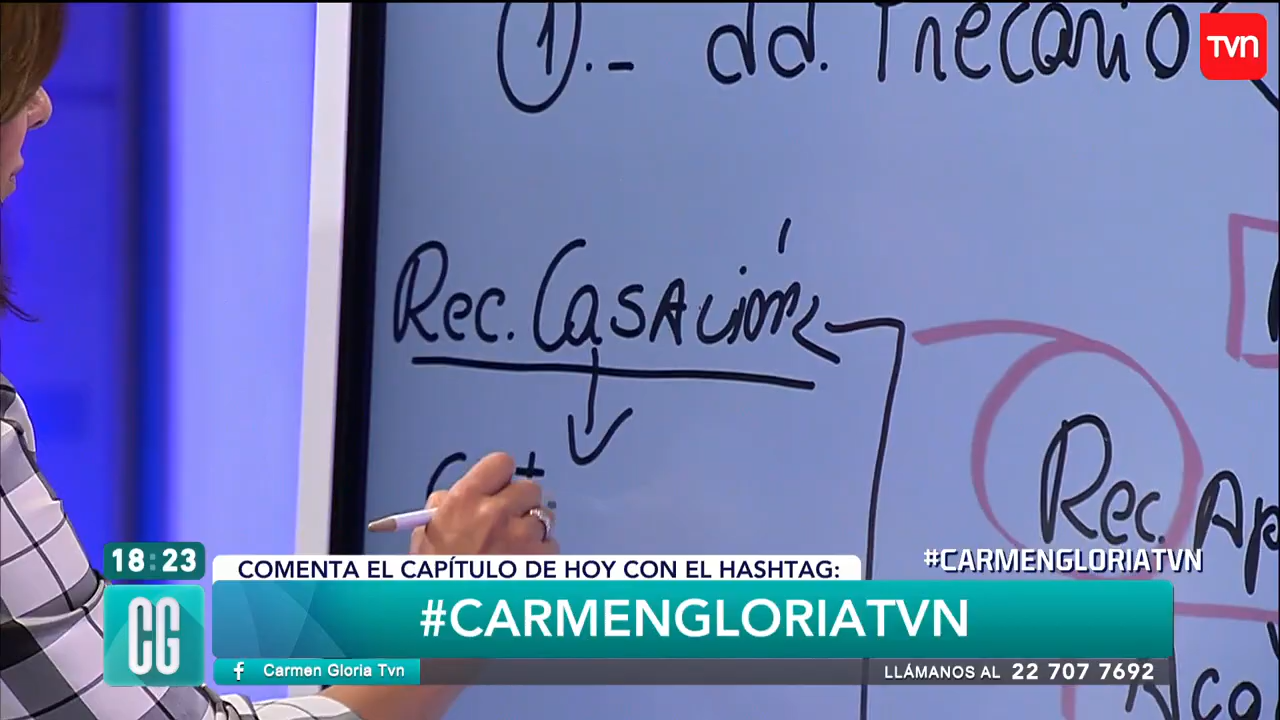 1.- dd. Precario
TVN
Rec. Casación
Rec. Ap
18:23
COMENTA EL CAPÍTULO DE HOY CON EL HASHTAG:
#CARMENGLORIATVN
CG
#CARMENGLORIATVN
f Carmen Gloria Tvn
LLÁMANOS AL 22 707 7692